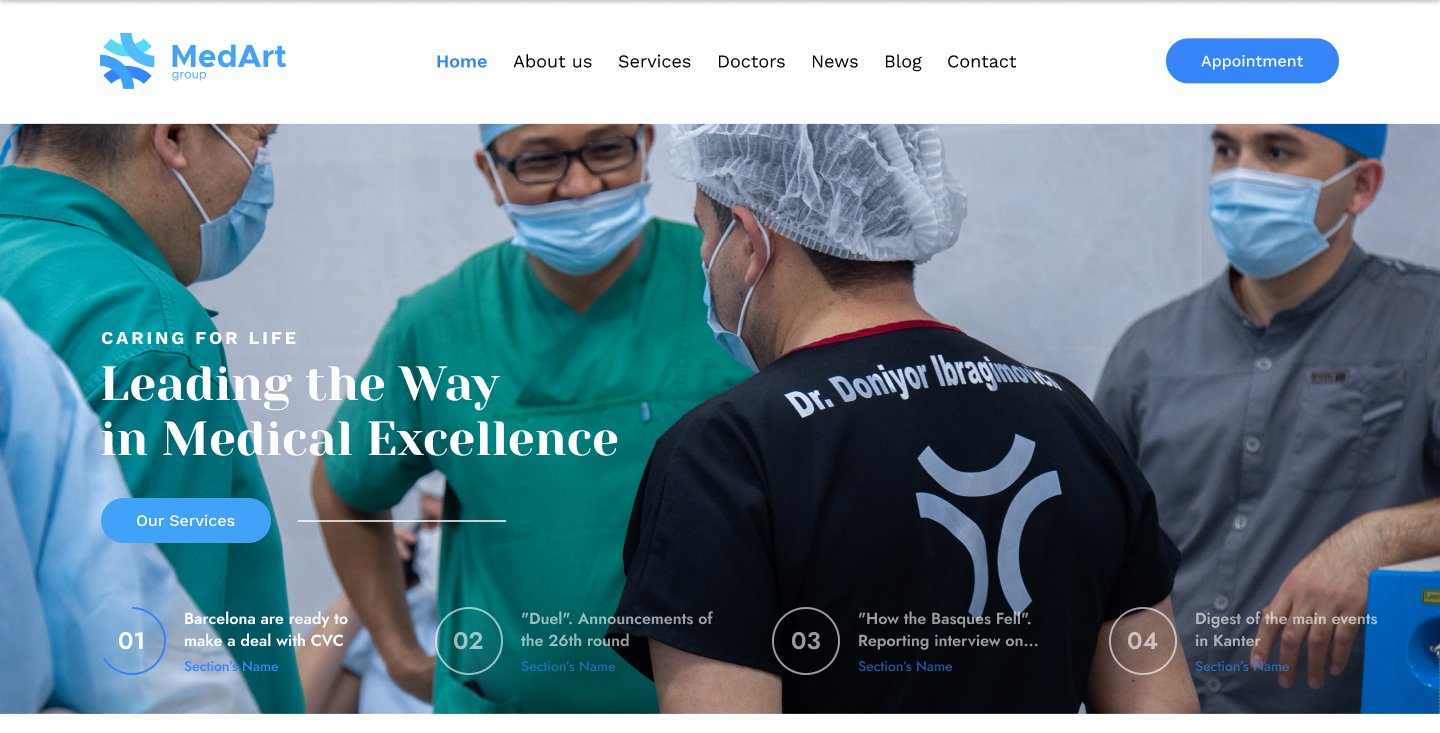 MedArt
group
Home About us Services Doctors News Blog Contact
Appointment
CARING FOR LIFE
Leading the Way
in Medical Excellence
Dr. Doniyor Ibragimovich
Our Services
01
Barcelona are ready to
make a deal with CVC
Section's Name
02
"Duel". Announcements of
the 26th round
Section's Name
03
"How the Basques Fell".
Reporting interview on...
Section's Name
04
Digest of the main events
in Kanter
Section's Name